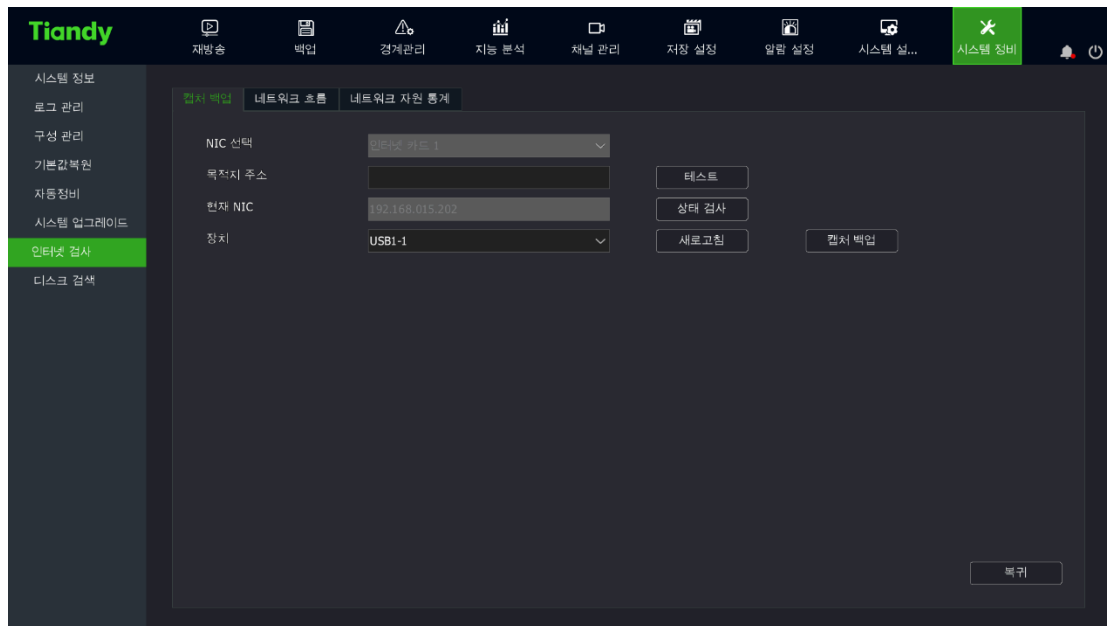 Tiandy
재방송 백업 경계관리 지능 분석 채널 관리 저장 설정 알람 설정 시스템 설... 시스템 정비
시스템 정보
로그 관리
구성 관리
기본값복원
자동정비
시스템 업그레이드
인터넷 검사
디스크 검색
캡처 백업 네트워크 흐름 네트워크 자원 통계
NIC 선택 인터넷 카드 1
목적지 주소 테스트
현재 NIC 192.168.015.202 상태 검사
장치 USB1-1 새로고침 캡처 백업
복귀